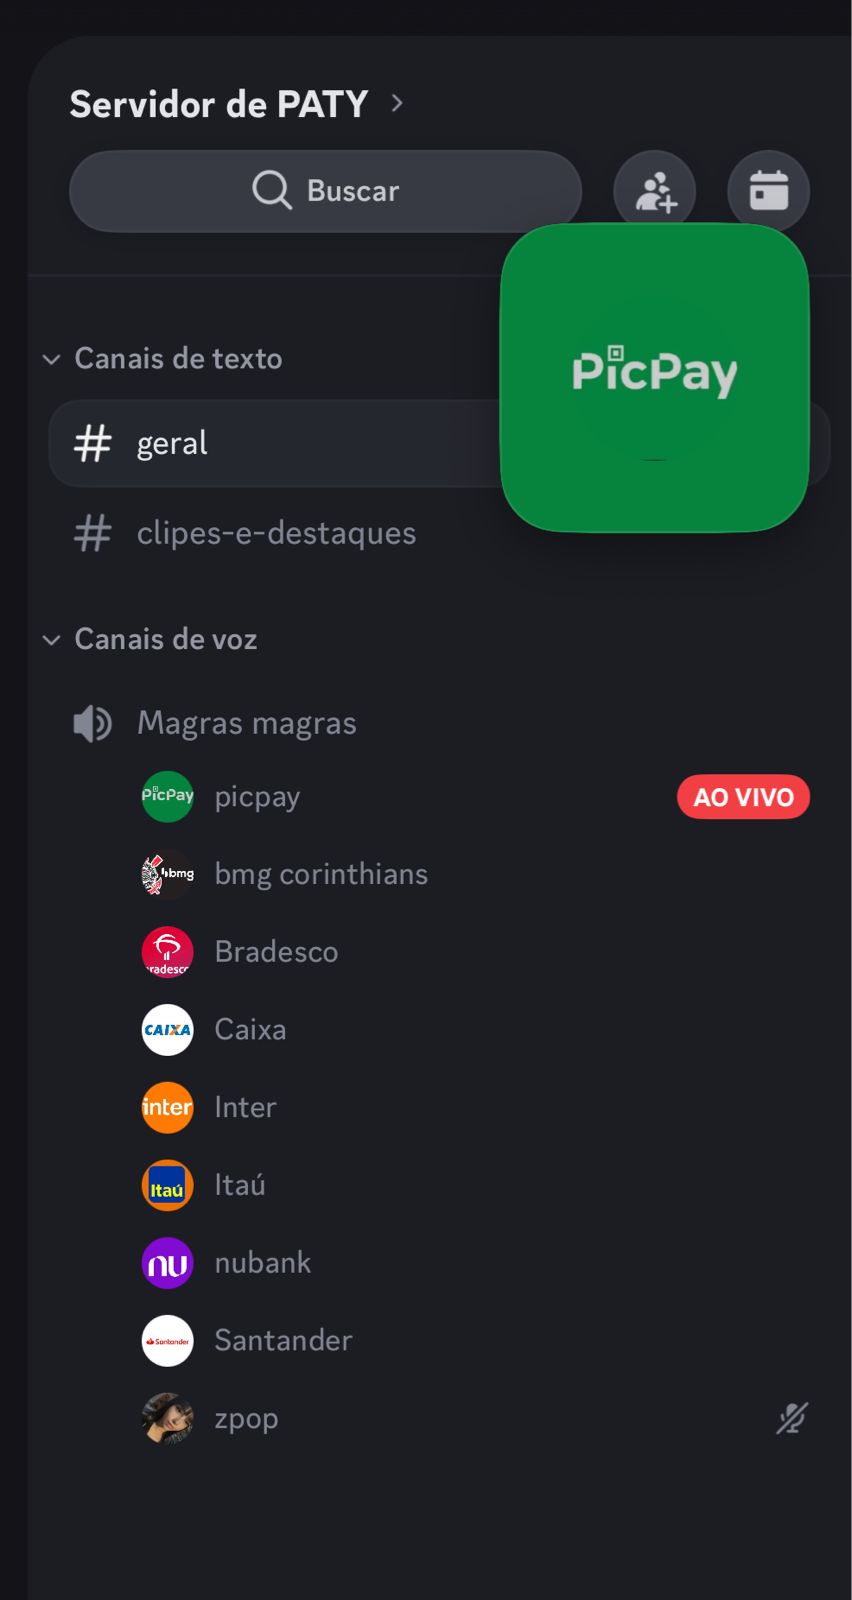 Servidor de PATY
Buscar
PicPay
Canais de texto
geral
clipes-e-destaques
Canais de voz
Magras magras
PicPay
picpay
AO VIVO
bmg
bmg corinthians
radesco
Bradesco
CAIXA
Caixa
inter
Inter
Itaú
Itaú
nu
nubank
Santander
Santander
zpop